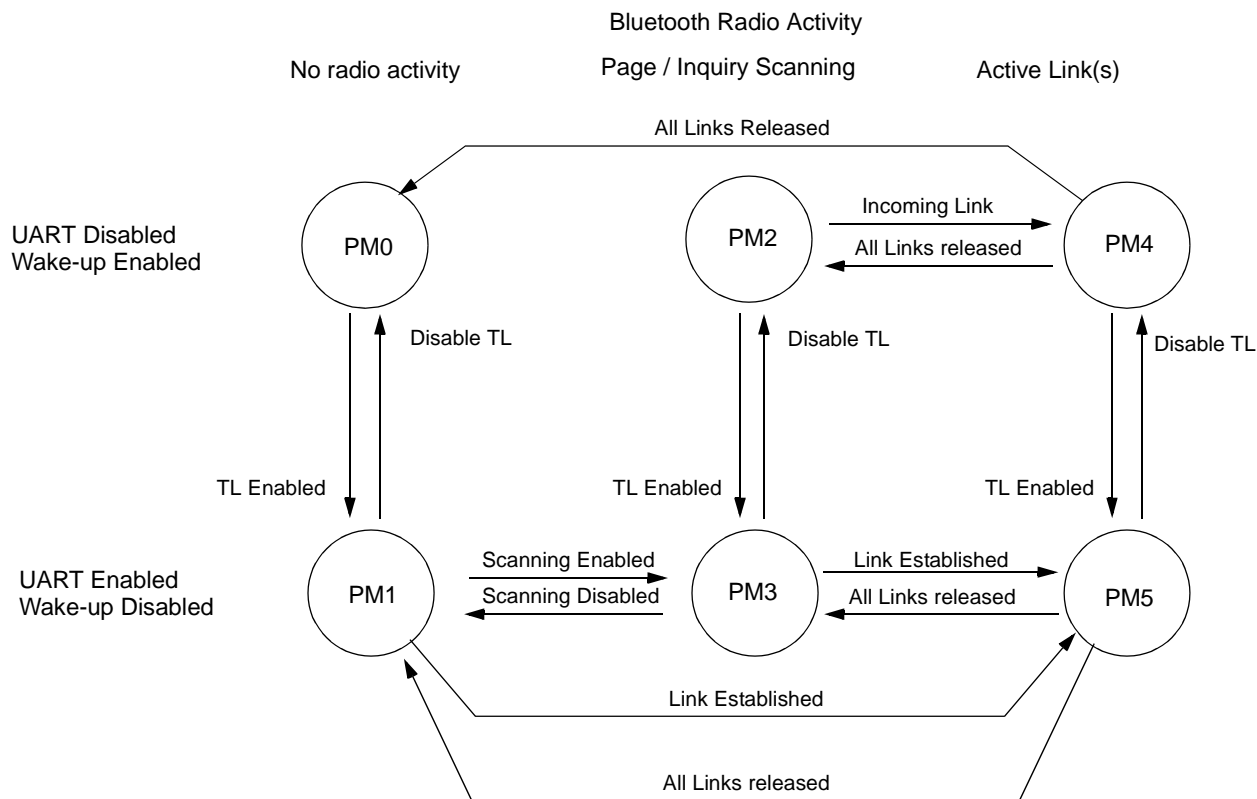 Bluetooth Radio Activity
No radio activity
Page / Inquiry Scanning
Active Link(s)
All Links Released
UART Disabled
Wake-up Enabled
PM0
PM2
Incoming Link
All Links released
PM4
Disable TL
Disable TL
Disable TL
TL Enabled
TL Enabled
TL Enabled
UART Enabled
Wake-up Disabled
PM1
Scanning Enabled
Scanning Disabled
PM3
Link Established
All Links released
PM5
Link Established
All Links released